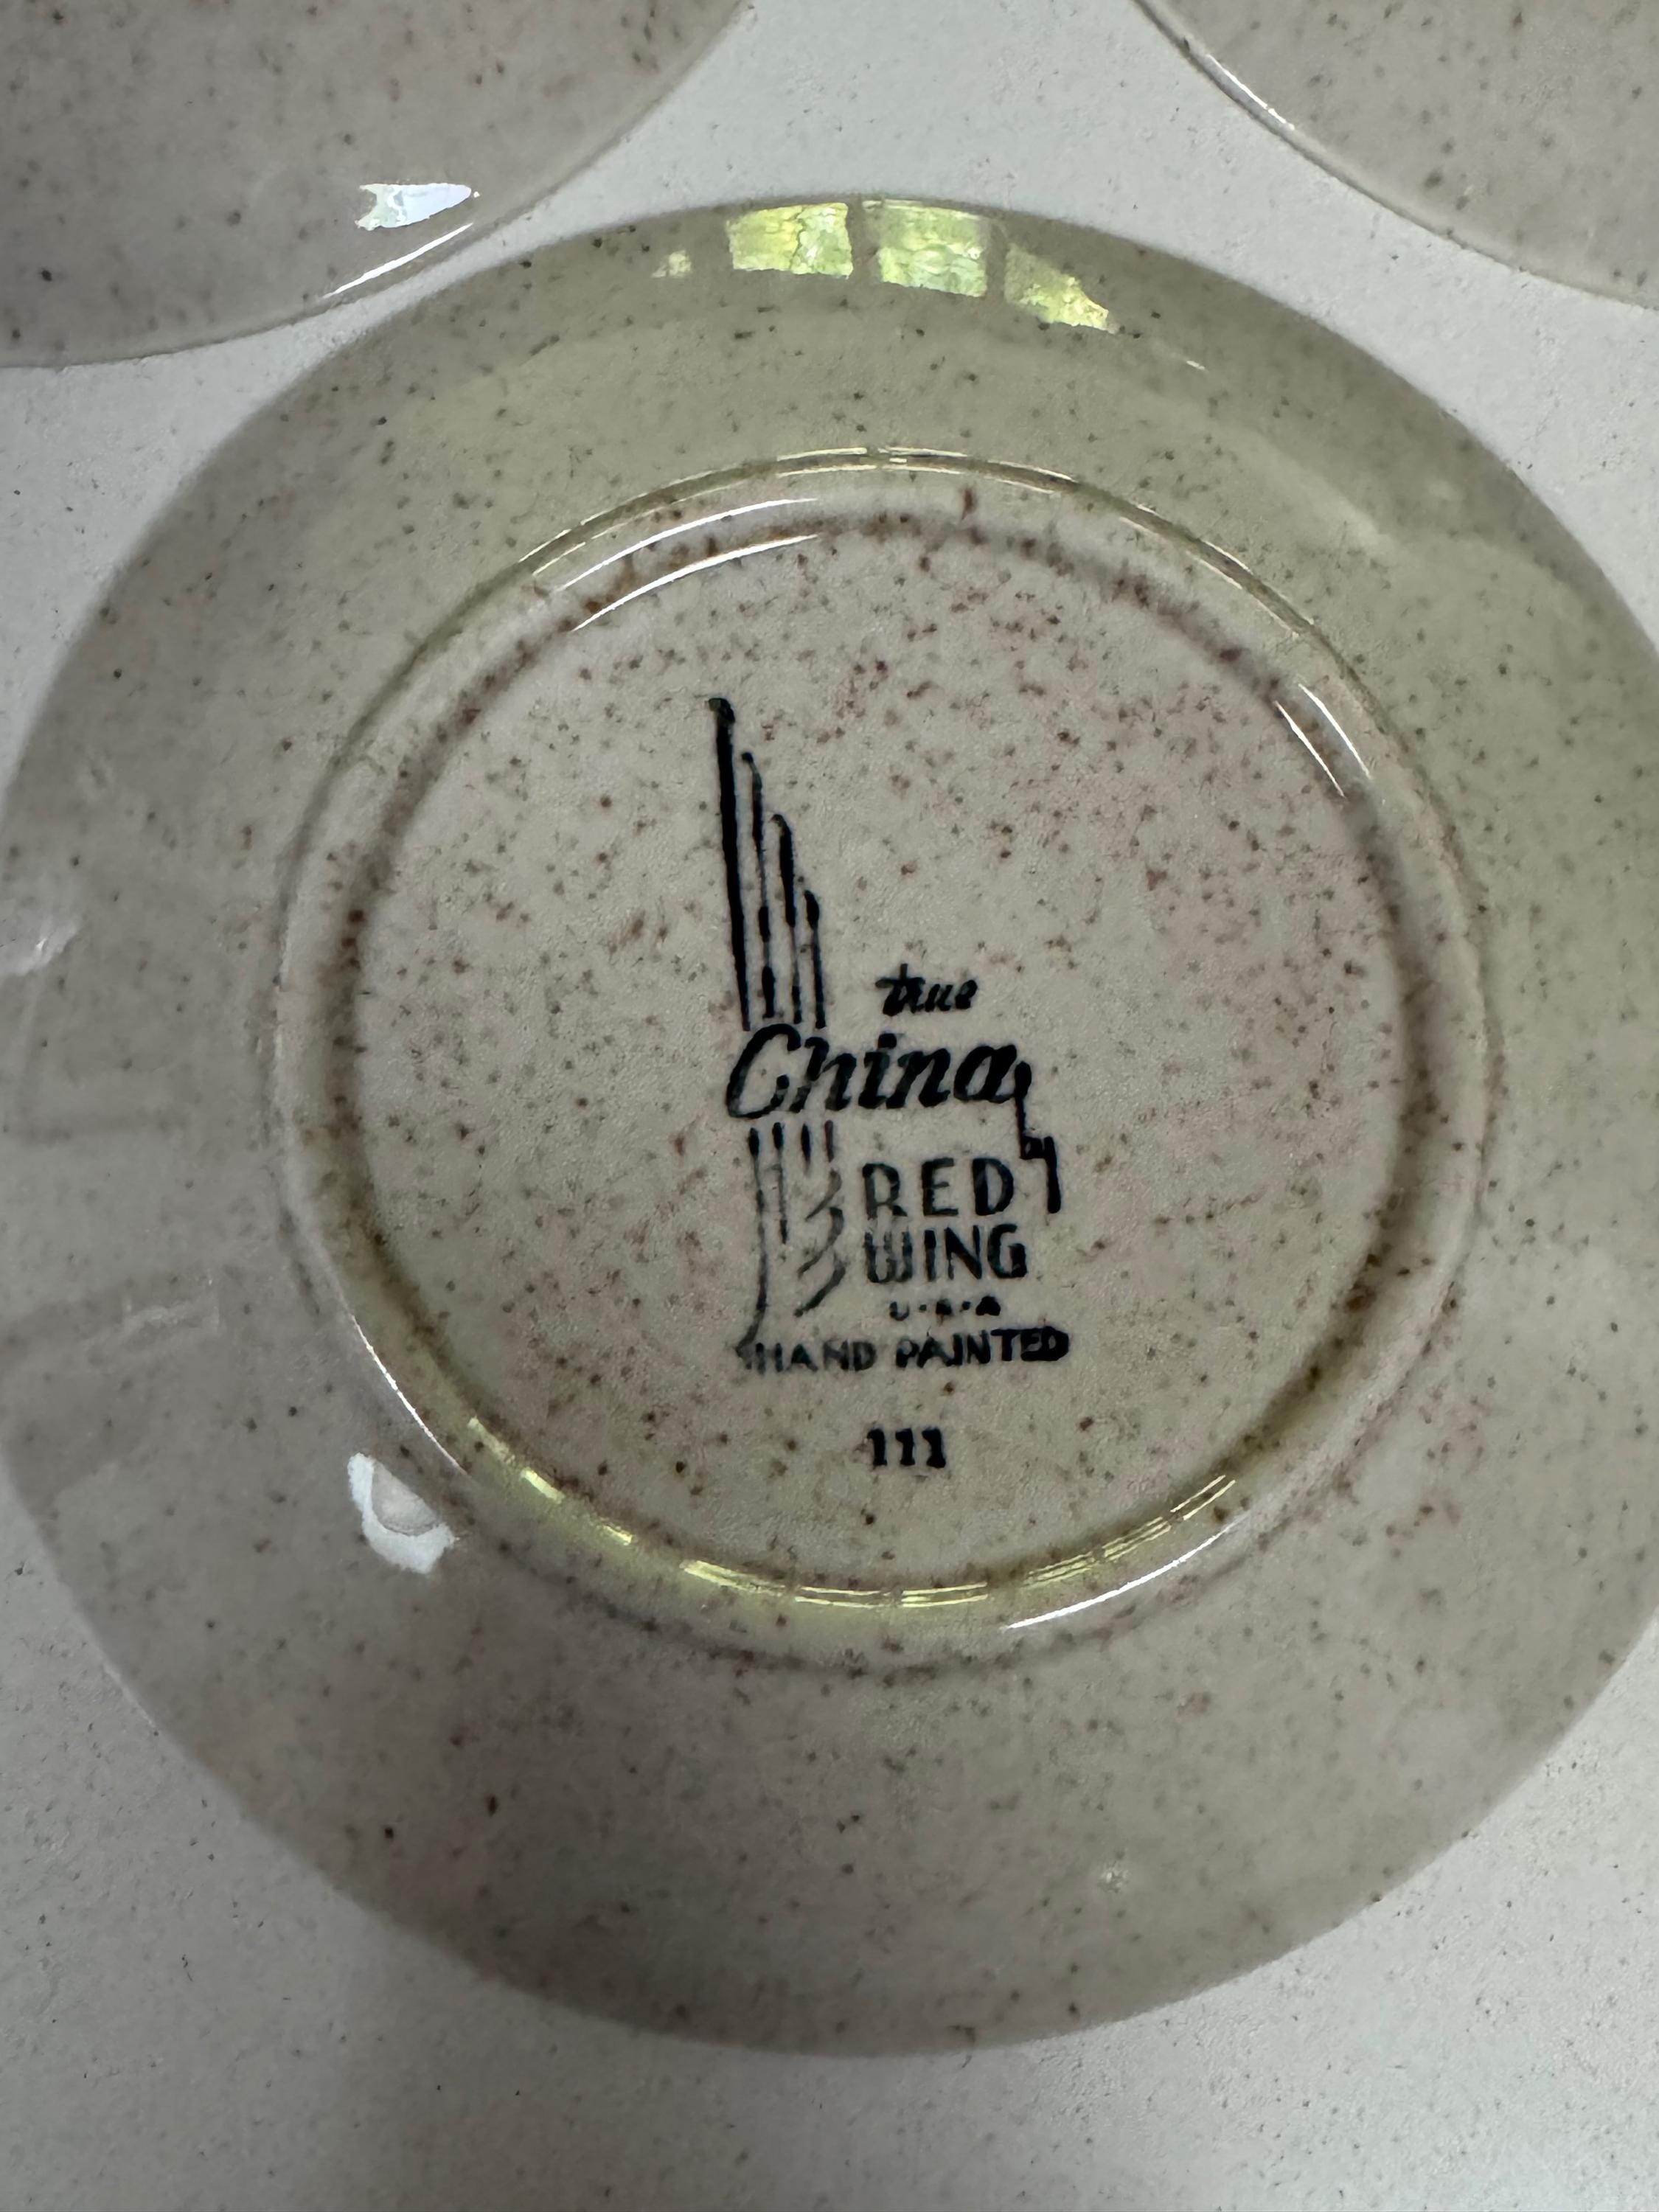 true
China
RED
WING
U·S·A
HAND PAINTED
111